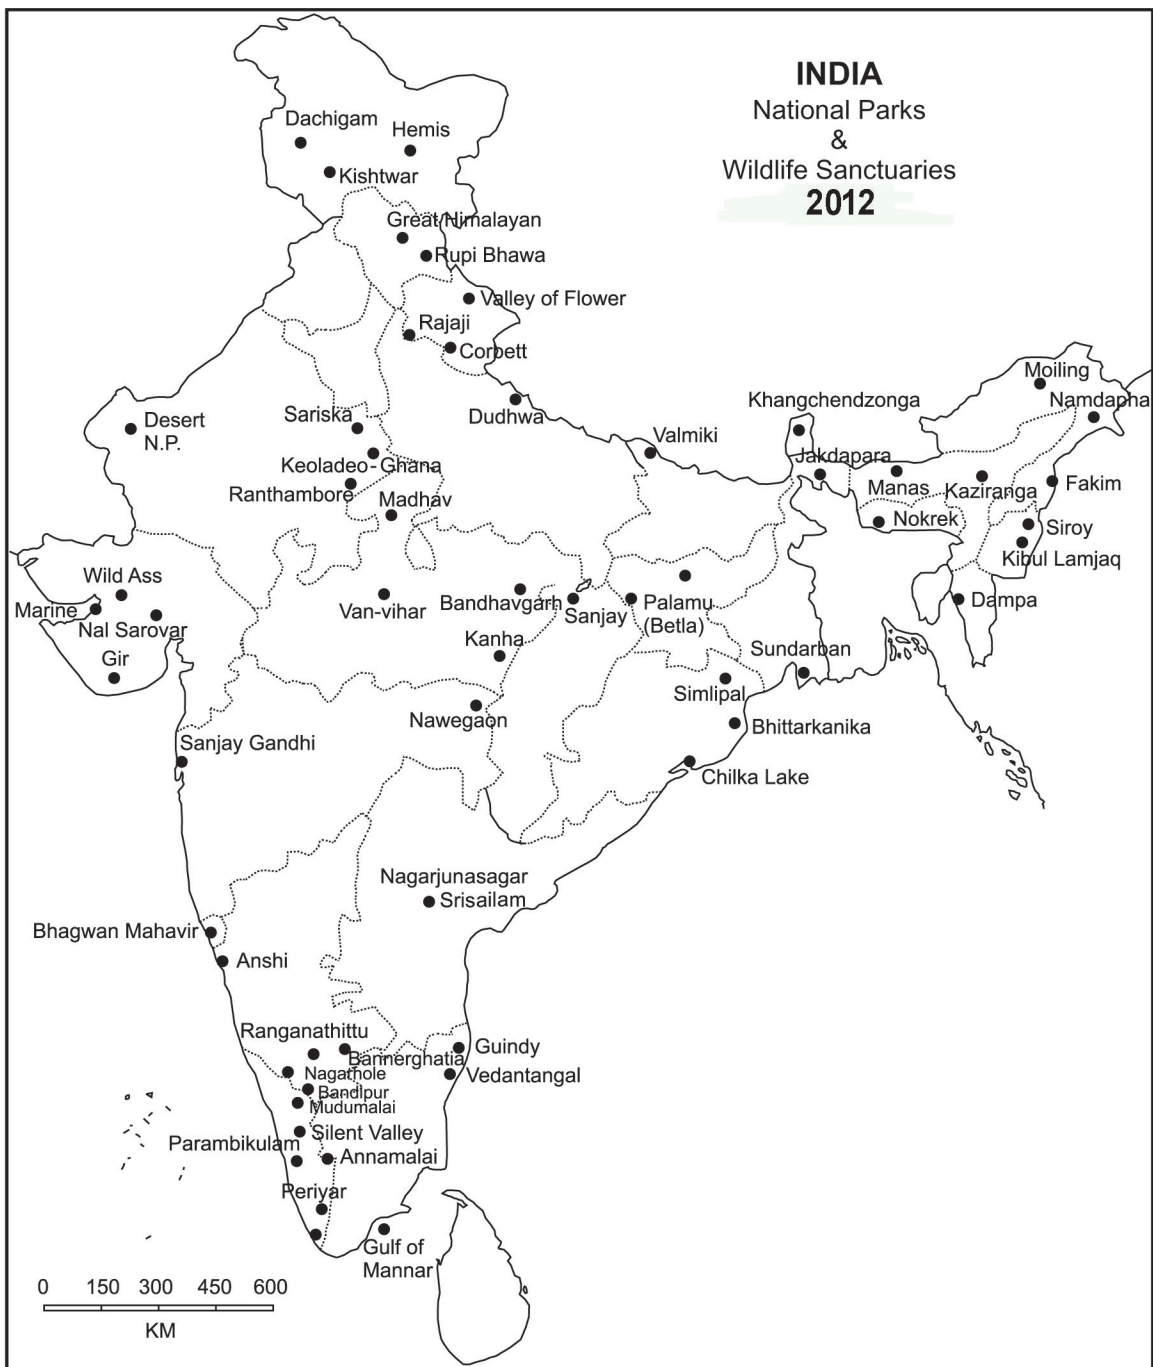 INDIA
National Parks
&
Wildlife Sanctuaries
2012
Dachigam
Hemis
Kishtwar
Great Himalayan
Rupi Bhawa
Valley of Flower
Rajaji
Corbett
Moiling
Khangchendzonga
Namdapha
Desert
N.P.
Sariska
Dudhwa
Valmiki
Jakdapara
Keoladeo-Ghana
Manas
Kaziranga
Fakim
Ranthambore
Madhav
Nokrek
Siroy
Kibul Lamjaq
Wild Ass
Marine
Van-vihar
Bandhavgarh
Sanjay
Palamu
(Betla)
Dampa
Nal Sarovar
Kanha
Gir
Sundarban
Simlipal
Nawegaon
Bhittarkanika
Sanjay Gandhi
Chilka Lake
Nagarjunasagar
Srisailam
Bhagwan Mahavir
Anshi
Ranganathittu
Bannerghatia
Guindy
Nagarhole
Vedantangal
Bandipur
Mudumalai
Silent Valley
Parambikulam
Annamalai
Periyar
Gulf of
Mannar
0 150 300 450 600
KM